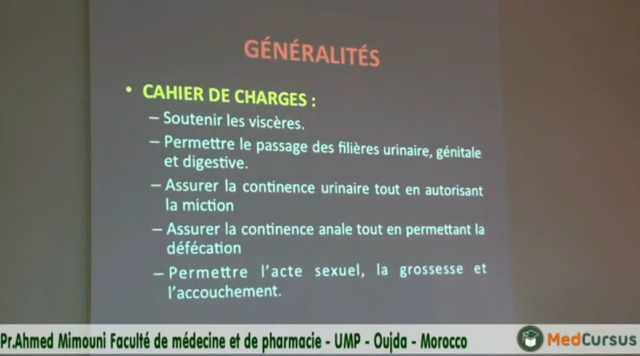 GÉNÉRALITÉS
• CAHIER DE CHARGES :
– Soutenir les viscères.
– Permettre le passage des filières urinaire, génitale
et digestive.
– Assurer la continence urinaire tout en autorisant
la miction
– Assurer la continence anale tout en permettant la
défécation
– Permettre l'acte sexuel, la grossesse et
l'accouchement.
Pr.Ahmed Mimouni Faculté de médecine et de pharmacie - UMP - Oujda - Morocco
MedCursus